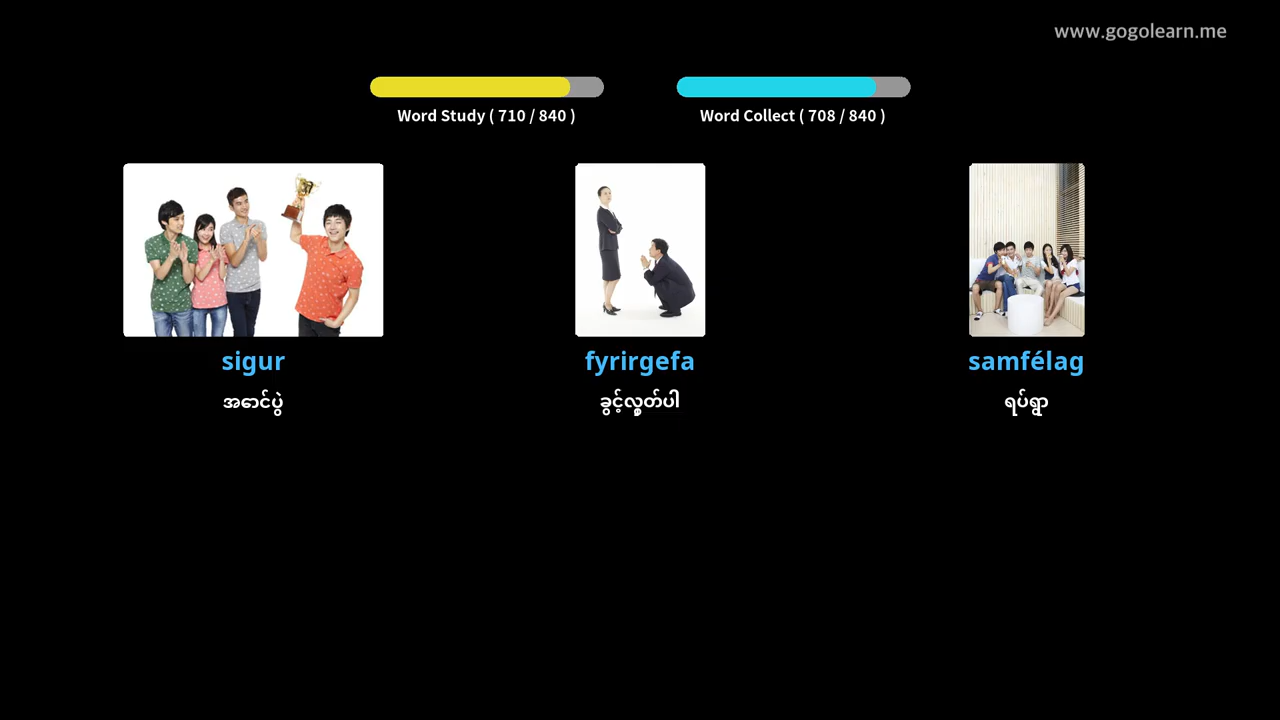 www.gogolearn.me
Word Study ( 710 / 840 )
Word Collect ( 708 / 840 )
sigur
fyrirgefa
samfélag
အောင်ပွဲ
ခွင့်လွှတ်ပါ
ရပ်ရွာ